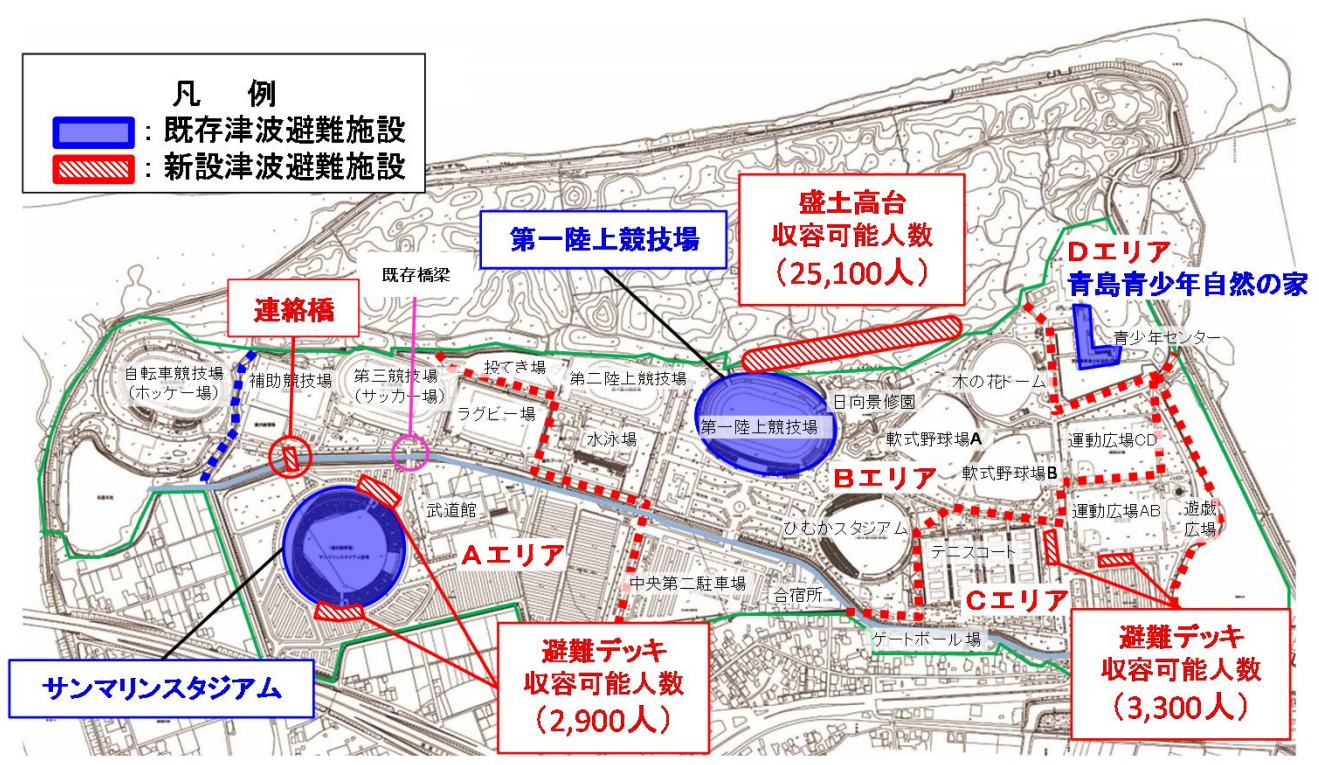 凡　例
：既存津波避難施設
：新設津波避難施設
盛土高台
収容可能人数
（25,100人）
第一陸上競技場
Dエリア
青島青少年自然の家
既存橋梁
連絡橋
青少年センター
自転車競技場
（ホッケー場）
補助競技場
第三競技場
（サッカー場）
投てき場
ラグビー場
第二陸上競技場
水泳場
第一陸上競技場
日向景修園
木の花ドーム
軟式野球場A
運動広場CD
軟式野球場B
Bエリア
武道館
Aエリア
ひむかスタジアム
運動広場AB
遊戯
広場
テニスコート
中央第二駐車場
合宿所
Cエリア
ゲートボール場
サンマリンスタジアム
避難デッキ
収容可能人数
（2,900人）
避難デッキ
収容可能人数
（3,300人）